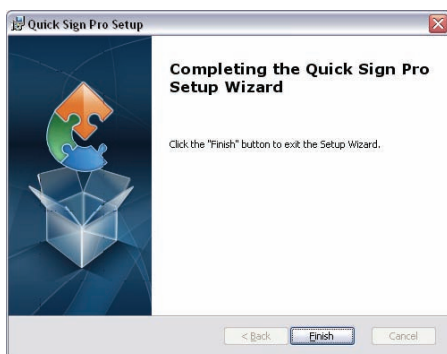 Quick Sign Pro Setup
Completing the Quick Sign Pro
Setup Wizard
Click the "Finish" button to exit the Setup Wizard.
< Back
Finish
Cancel